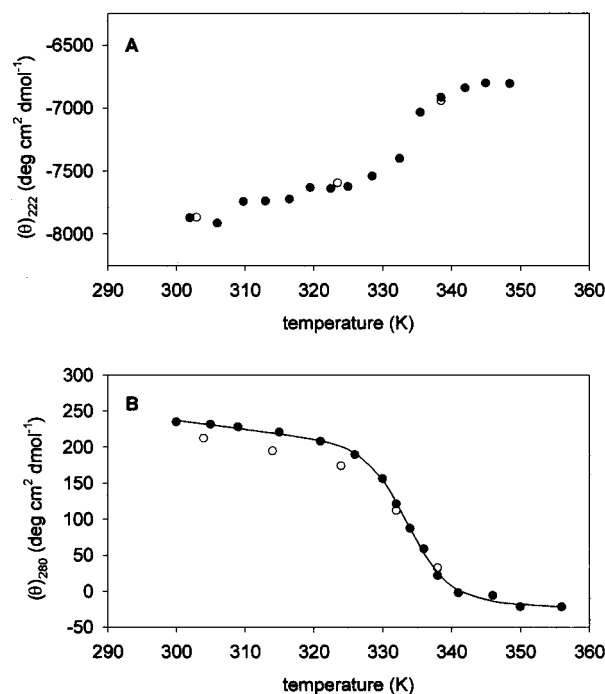 A
-6500
-7000
-7500
-8000
(θ)222 (deg cm² dmol⁻¹)
290 300 310 320 330 340 350 360
temperature (K)
B
300
250
200
150
100
50
0
-50
(θ)280 (deg cm² dmol⁻¹)
290 300 310 320 330 340 350 360
temperature (K)